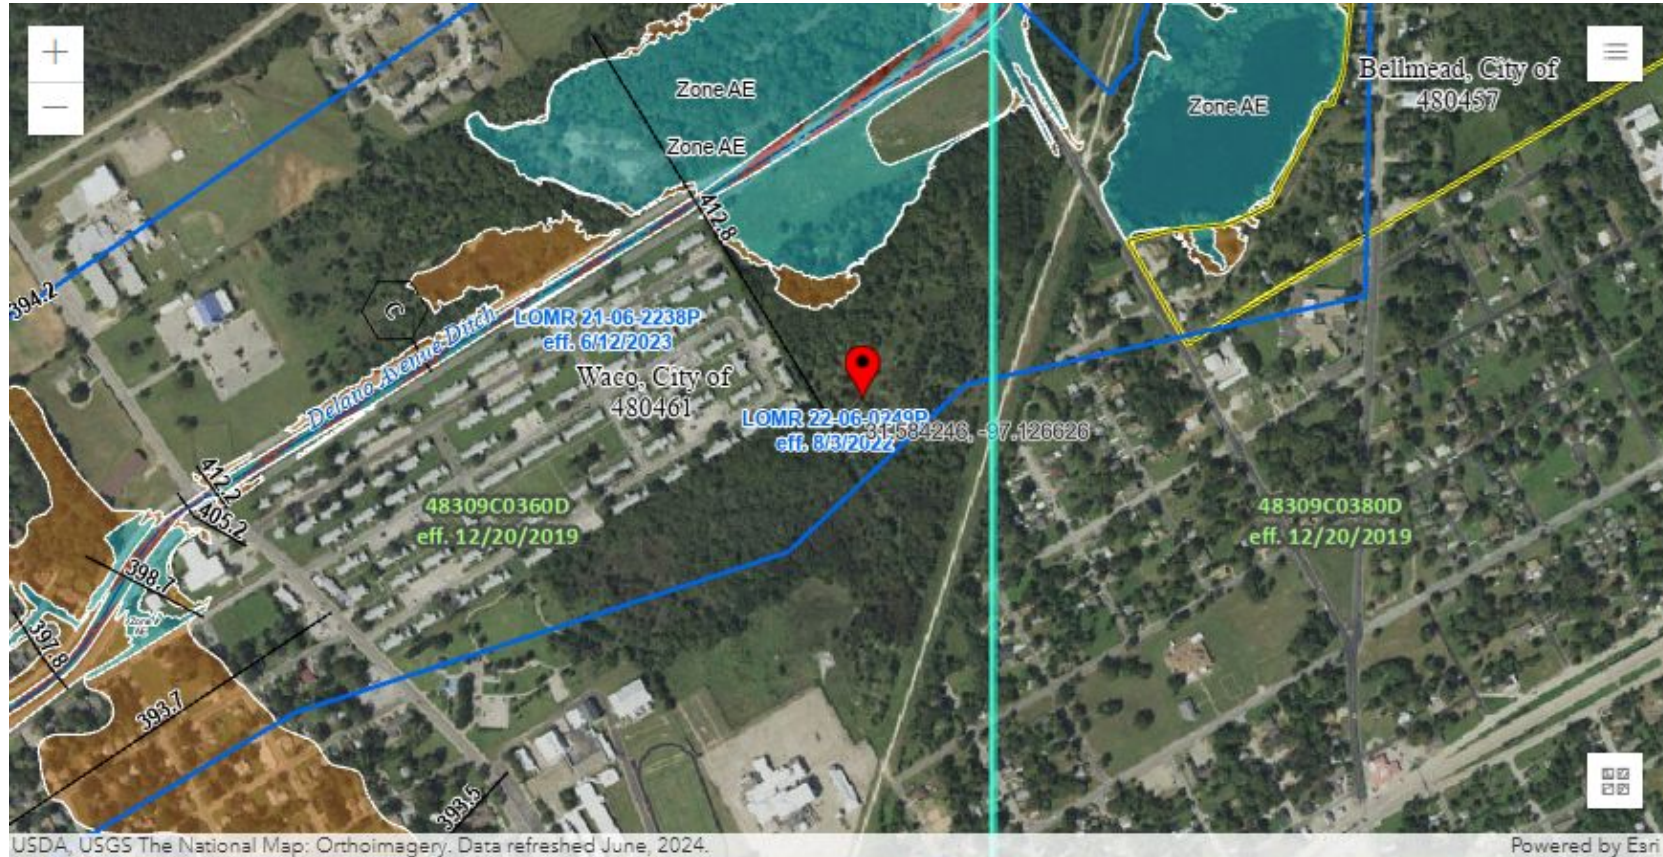 Zone AE
Zone AE
Zone AE
Bellmead, City of
480457
412.8
394.2
C
Delano Avenue Ditch
LOMR 21-06-2238P
eff. 6/12/2023
Waco, City of
480461
LOMR 22-06-0249P
eff. 8/3/2022
31.584246, -97.126626
412.2
405.2
48309C0360D
eff. 12/20/2019
48309C0380D
eff. 12/20/2019
398.7
Zone
AE
397.8
393.7
393.5
USDA, USGS The National Map: Orthoimagery. Data refreshed June, 2024.
Powered by Esri